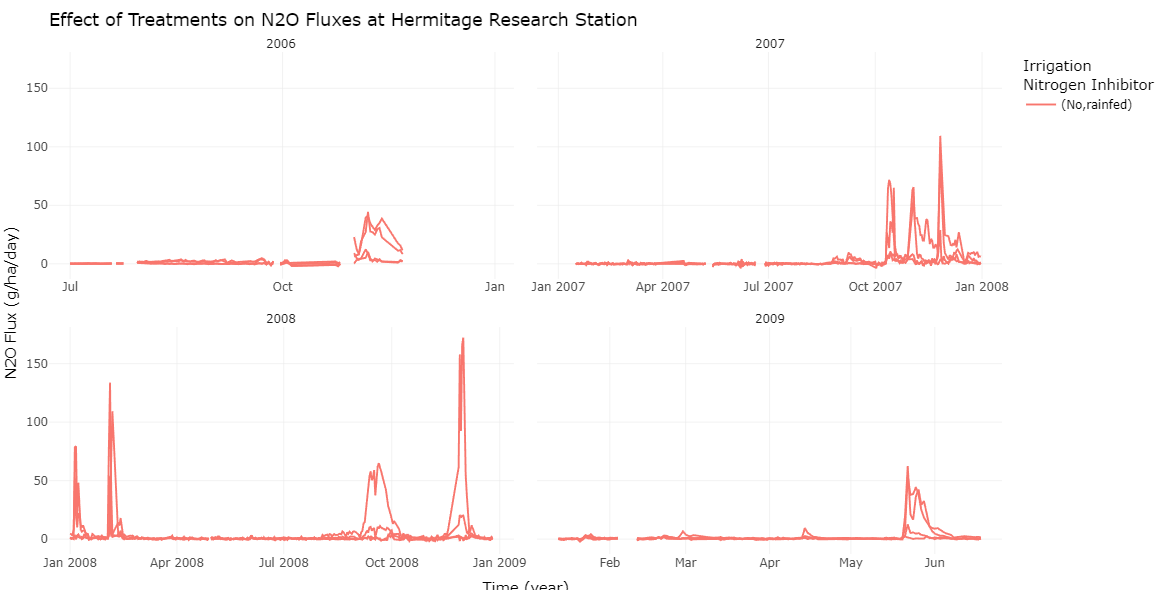 Effect of Treatments on N2O Fluxes at Hermitage Research Station
2006 2007
Irrigation
Nitrogen Inhibitor
(No,rainfed)
150
100
50
0
Jul Oct Jan Jan 2007 Apr 2007 Jul 2007 Oct 2007 Jan 2008
N2O Flux (g/ha/day)
2008 2009
150
100
50
0
Jan 2008 Apr 2008 Jul 2008 Oct 2008 Jan 2009 Feb Mar Apr May Jun
Time (year)